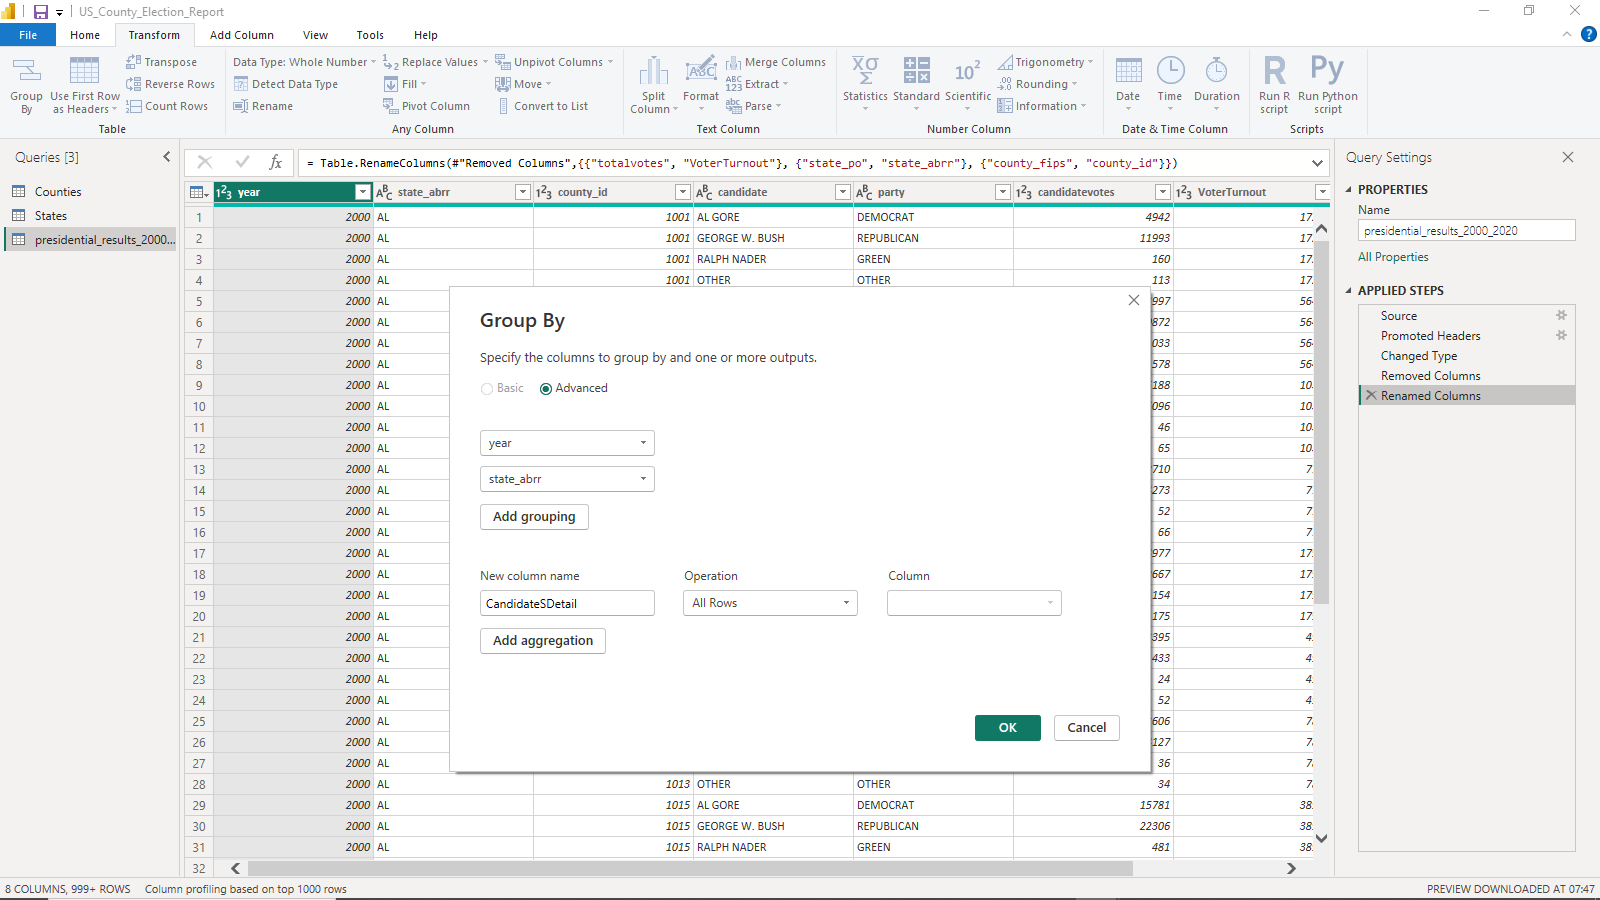 US_County_Election_Report
File Home Transform Add Column View Tools Help
Group By
Use First Row as Headers
Transpose
Reverse Rows
Count Rows
Table
Data Type: Whole Number
Detect Data Type
Rename
Replace Values
Fill
Pivot Column
Unpivot Columns
Move
Convert to List
Any Column
Split Column
Format
Merge Columns
Extract
Parse
Text Column
Statistics
Standard
Scientific
Trigonometry
Rounding
Information
Number Column
Date
Time
Duration
Date & Time Column
Run R script
Run Python script
Scripts
Queries [3]
Counties
States
presidential_results_2000...
= Table.RenameColumns(#"Removed Columns",{{"totalvotes", "VoterTurnout"}, {"state_po", "state_abrr"}, {"county_fips", "county_id"}})
year state_abrr county_id candidate party candidatevotes VoterTurnout
1 2000 AL 1001 AL GORE DEMOCRAT 4942 17
2 2000 AL 1001 GEORGE W. BUSH REPUBLICAN 11993 17
3 2000 AL 1001 RALPH NADER GREEN 160 17
4 2000 AL 1001 OTHER OTHER 113 17
5 2000 AL 997 56
6 2000 AL 872 56
7 2000 AL 033 56
8 2000 AL 578 56
9 2000 AL 188 10
10 2000 AL 096 10
11 2000 AL 46 10
12 2000 AL 65 10
13 2000 AL 710 7
14 2000 AL 273 7
15 2000 AL 52 7
16 2000 AL 66 7
17 2000 AL 977 17
18 2000 AL 667 17
19 2000 AL 154 17
20 2000 AL 175 17
21 2000 AL 395 4
22 2000 AL 433 4
23 2000 AL 24 4
24 2000 AL 52 4
25 2000 AL 606 7
26 2000 AL 127 7
27 2000 AL 36 7
28 2000 AL 1013 OTHER OTHER 34 7
29 2000 AL 1015 AL GORE DEMOCRAT 15781 38
30 2000 AL 1015 GEORGE W. BUSH REPUBLICAN 22306 38
31 2000 AL 1015 RALPH NADER GREEN 481 38
32
Group By
Specify the columns to group by and one or more outputs.
Basic Advanced
year
state_abrr
Add grouping
New column name Operation Column
CandidateSDetail All Rows
Add aggregation
OK Cancel
Query Settings
PROPERTIES
Name
presidential_results_2000_2020
All Properties
APPLIED STEPS
Source
Promoted Headers
Changed Type
Removed Columns
Renamed Columns
8 COLUMNS, 999+ ROWS Column profiling based on top 1000 rows
PREVIEW DOWNLOADED AT 07:47